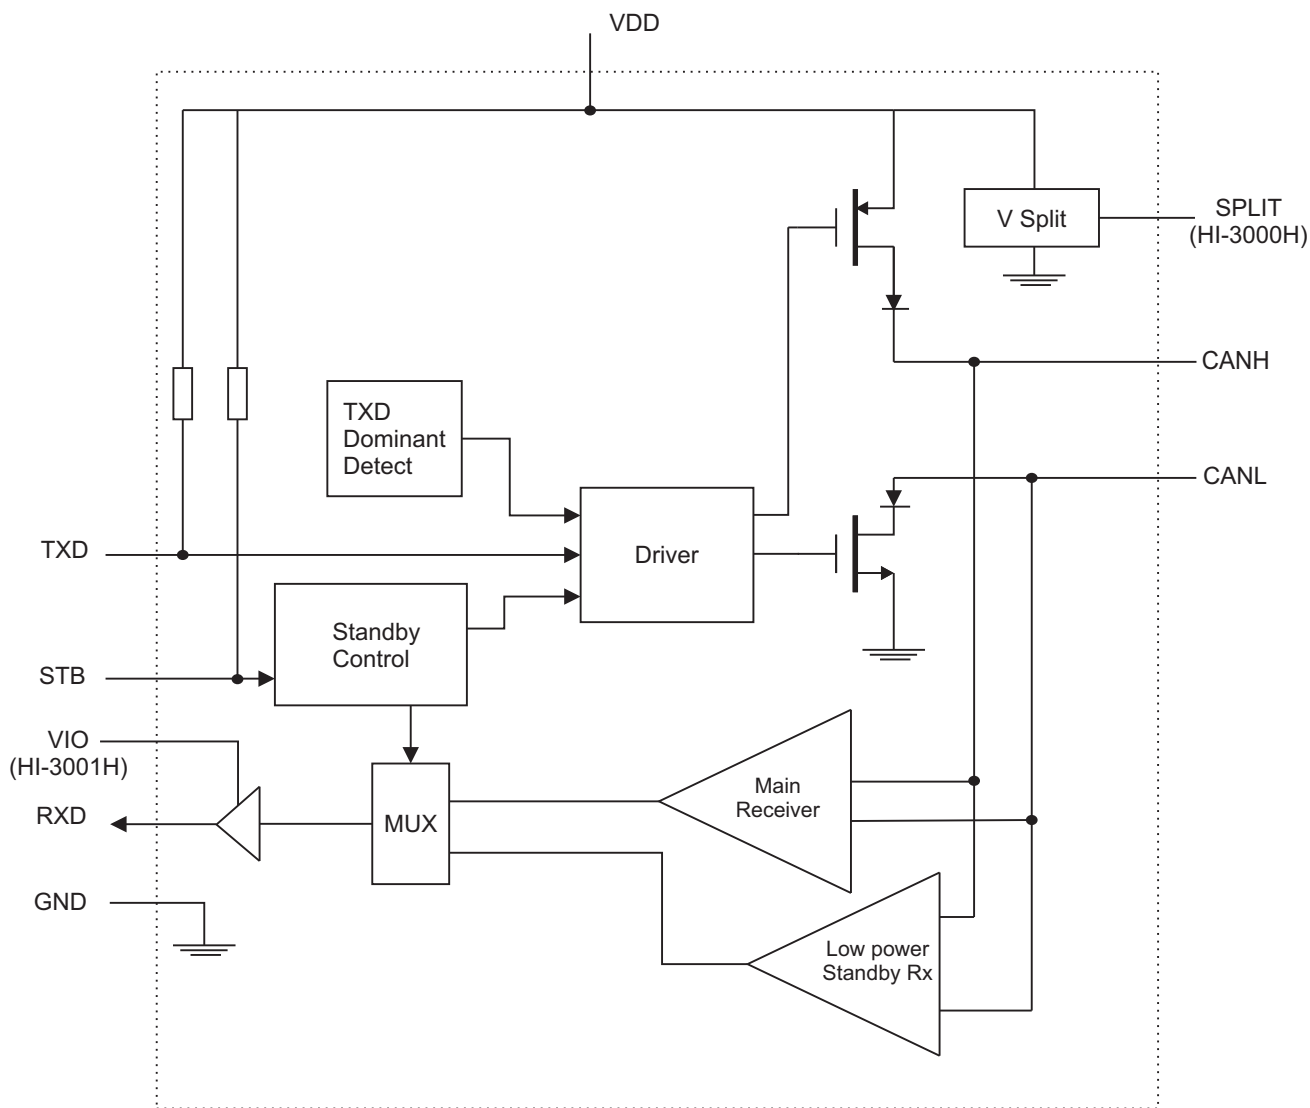 VDD
V Split
SPLIT
(HI-3000H)
CANH
TXD
Dominant
Detect
CANL
TXD
Driver
Standby
Control
STB
VIO
(HI-3001H)
Main
Receiver
RXD
MUX
GND
Low power
Standby Rx